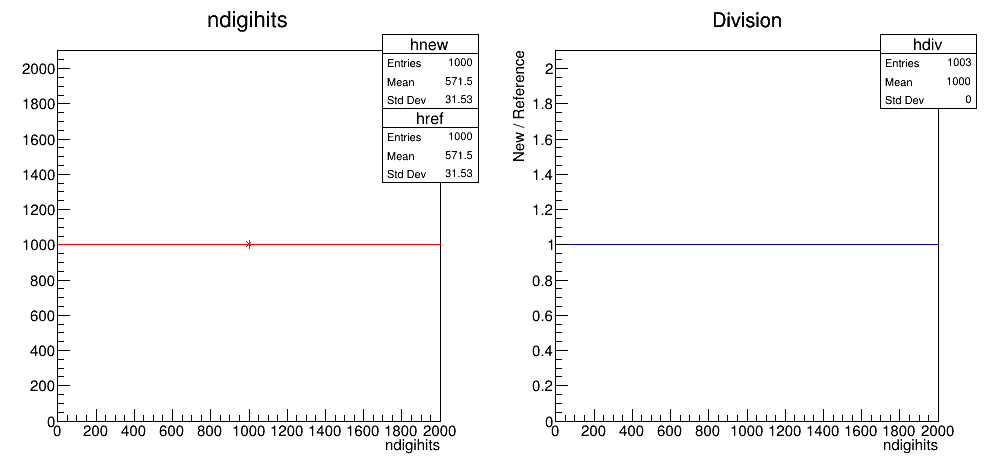 ndigihits
hnew
Entries 1000
Mean 571.5
Std Dev 31.53
href
Entries 1000
Mean 571.5
Std Dev 31.53
2000
1800
1600
1400
1200
1000
800
600
400
200
0
0 200 400 600 800 1000 1200 1400 1600 1800 2000
ndigihits
Division
hdiv
Entries 1003
Mean 1000
Std Dev 0
New / Reference
2
1.8
1.6
1.4
1.2
1
0.8
0.6
0.4
0.2
0
0 200 400 600 800 1000 1200 1400 1600 1800 2000
ndigihits